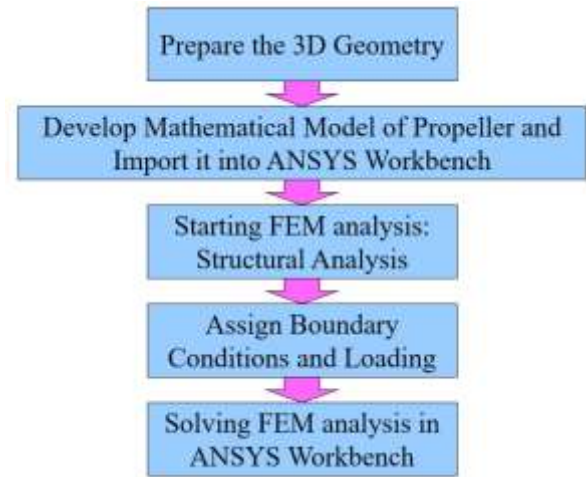 Prepare the 3D Geometry
Develop Mathematical Model of Propeller and
Import it into ANSYS Workbench
Starting FEM analysis:
Structural Analysis
Assign Boundary
Conditions and Loading
Solving FEM analysis in
ANSYS Workbench